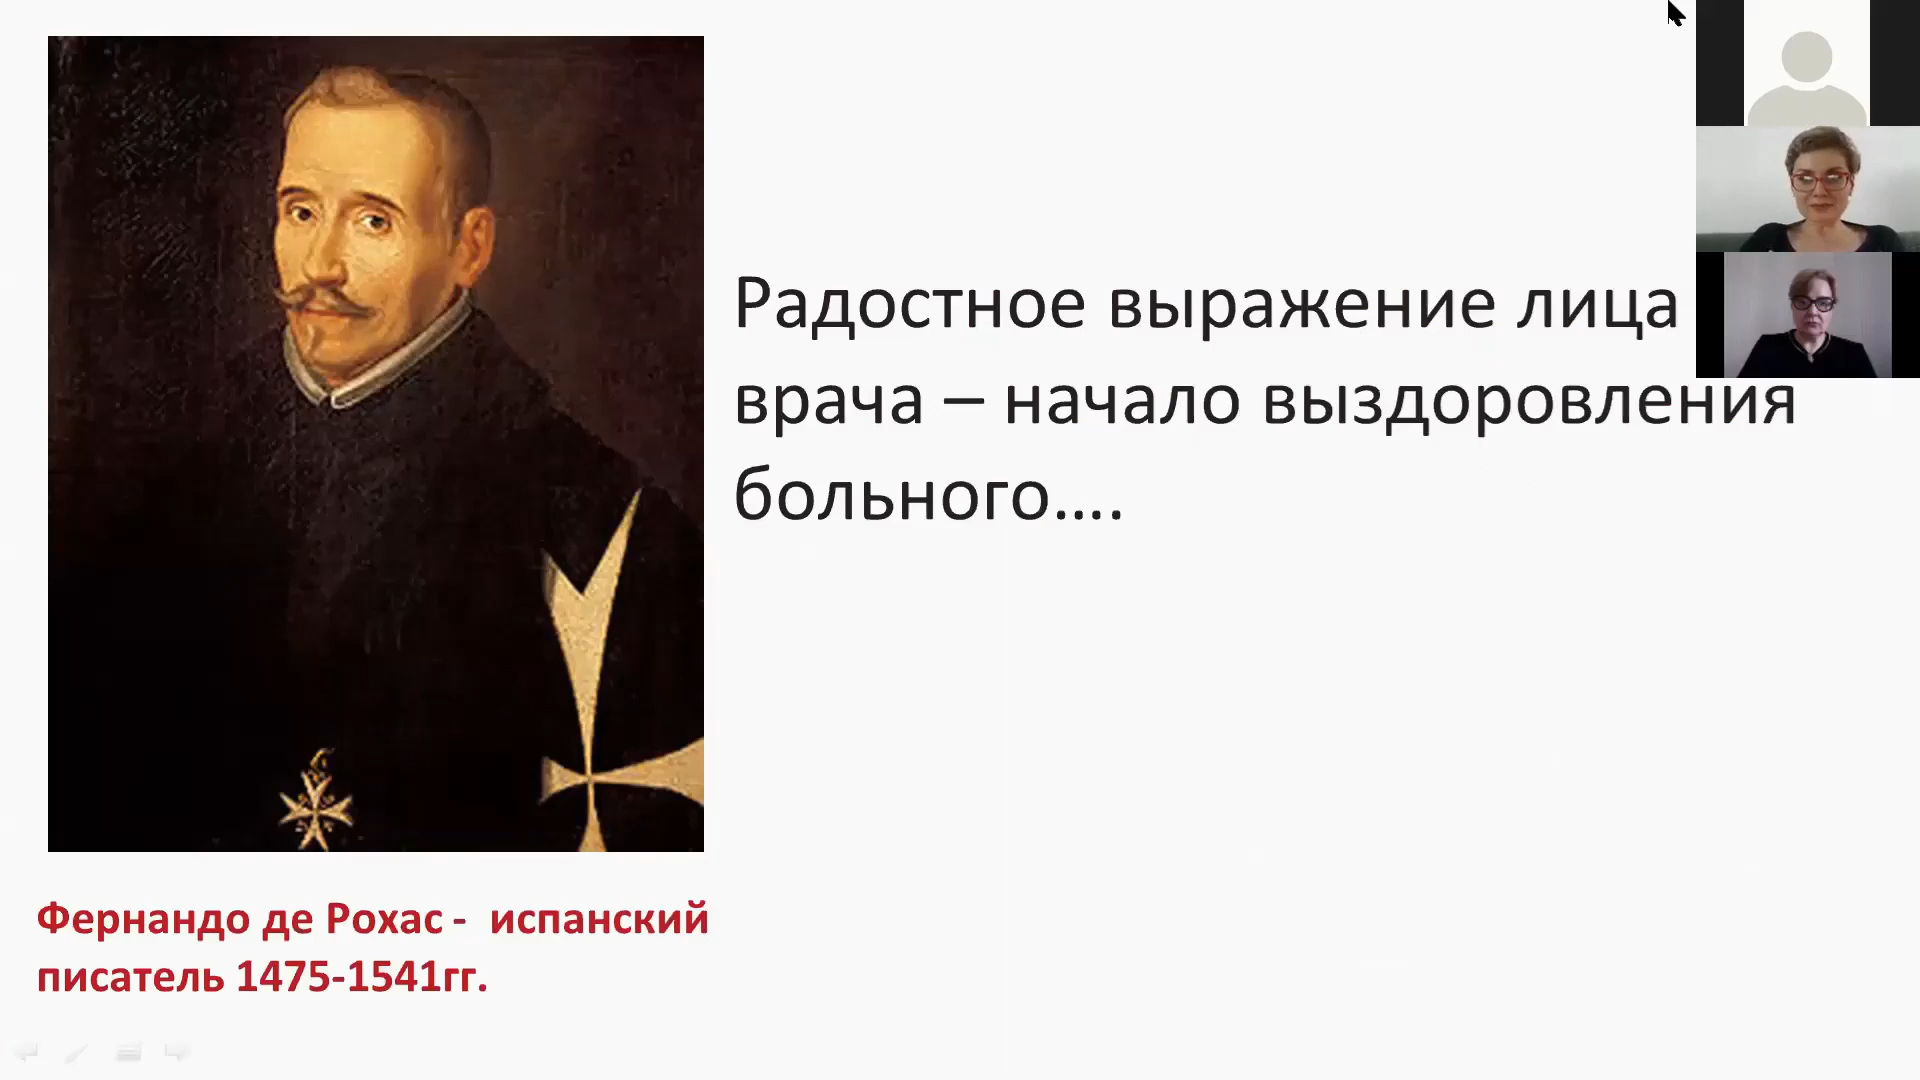 Радостное выражение лица
врача – начало выздоровления
больного....
Фернандо де Рохас - испанский
писатель 1475-1541гг.